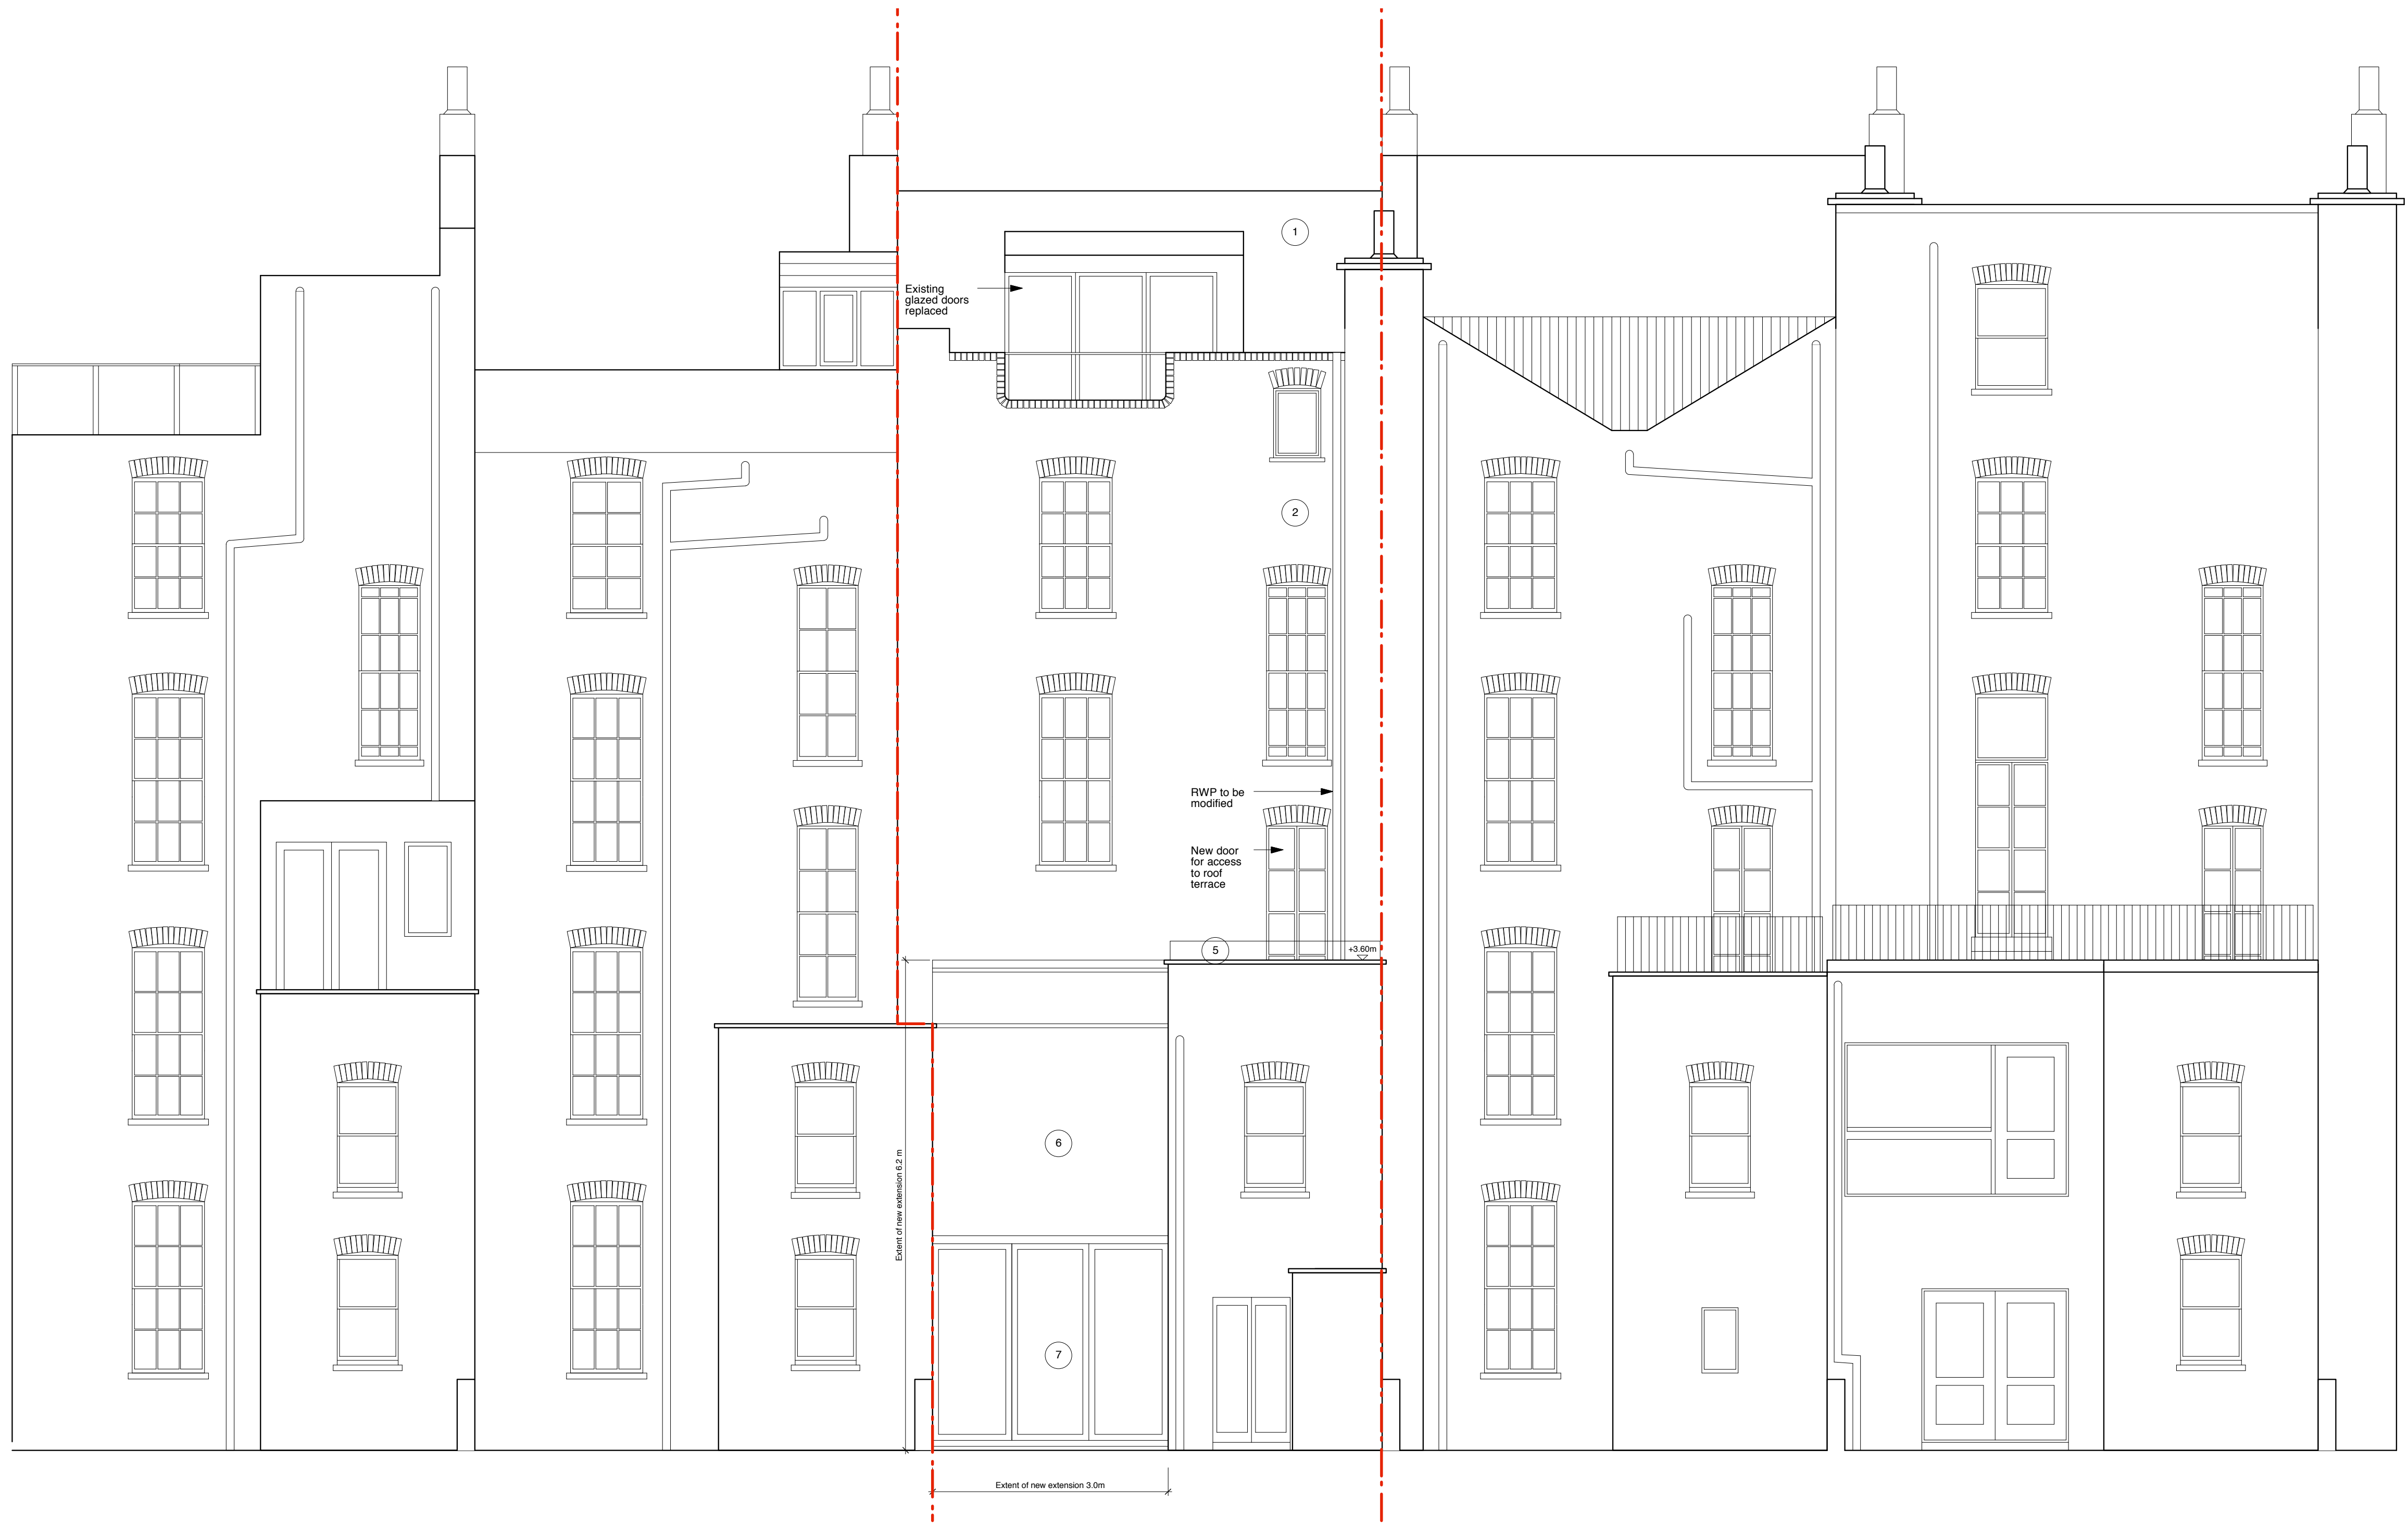 1
Existing
glazed doors
replaced
2
RWP to be
modified
New door
for access
to roof
terrace
5
+3.60m
6
Extent of new extension 6.2 m
7
Extent of new extension 3.0m